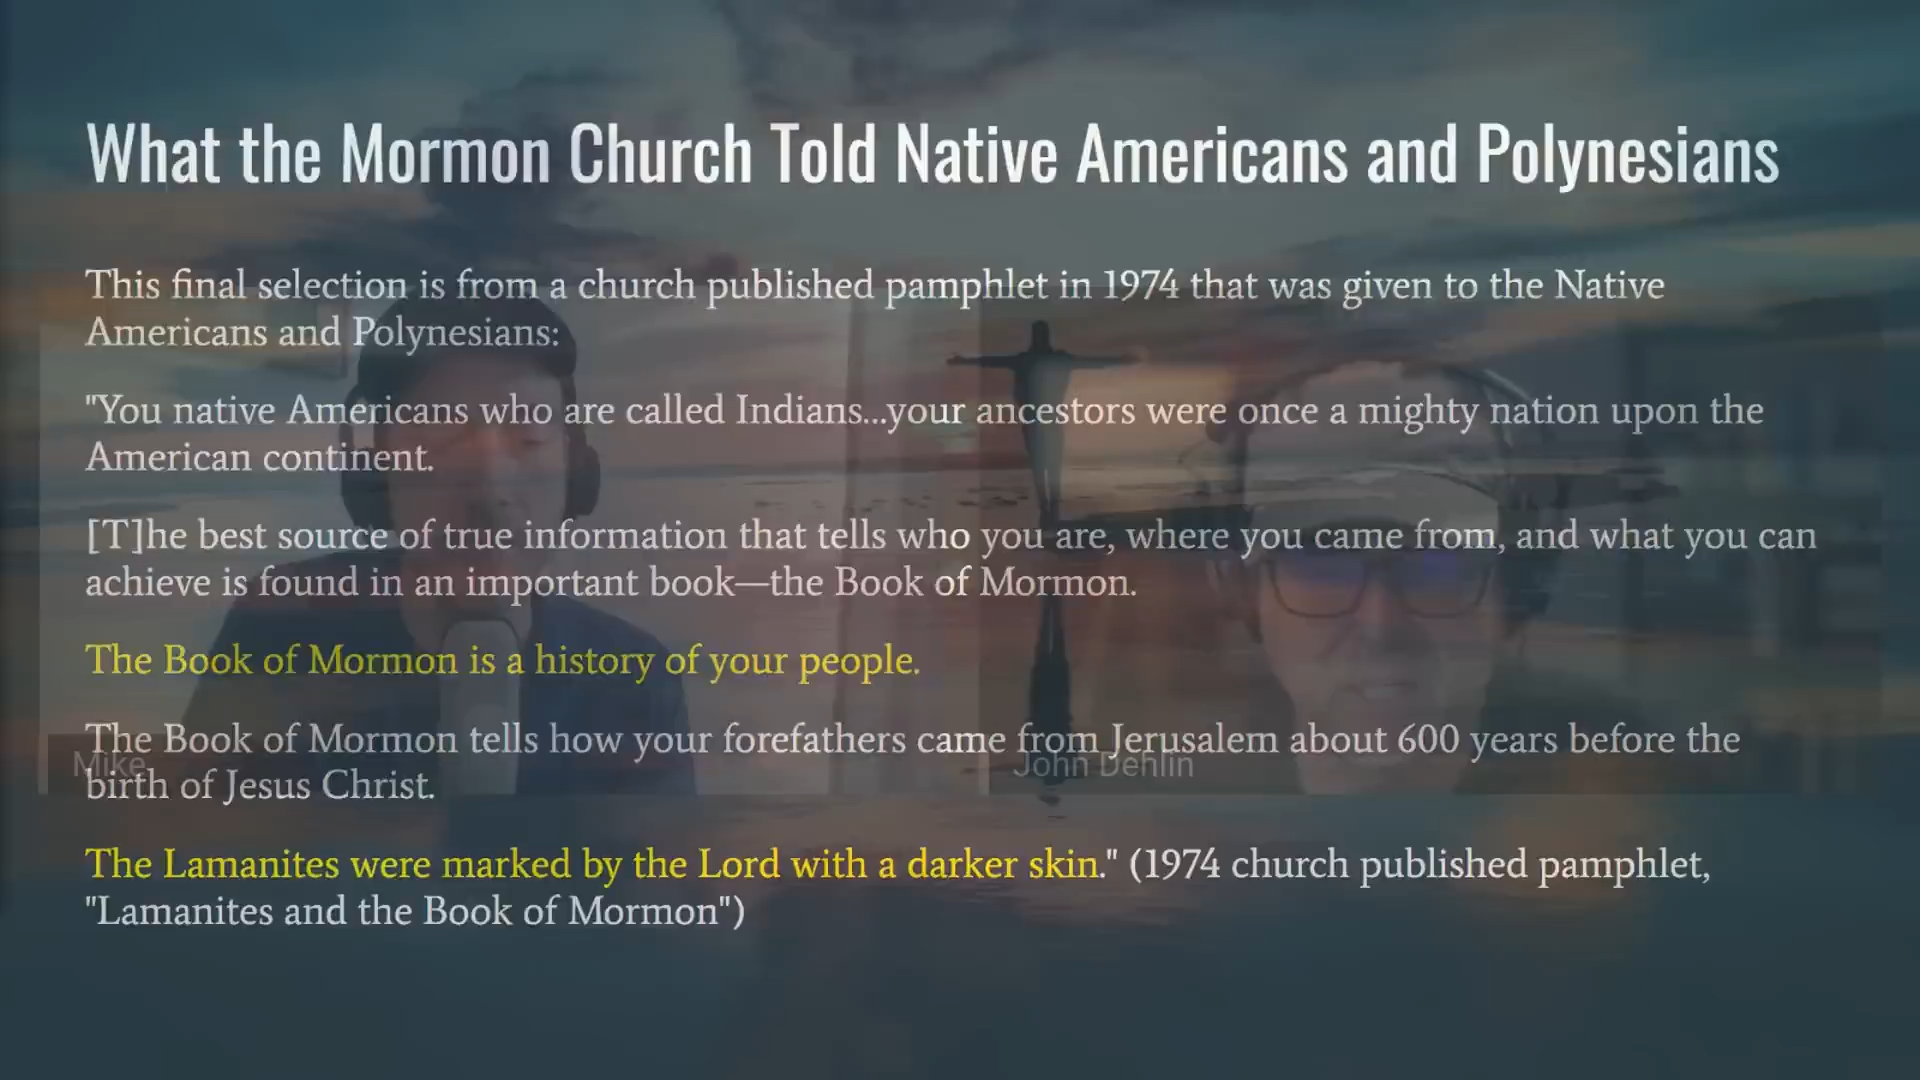 What the Mormon Church Told Native Americans and Polynesians
This final selection is from a church published pamphlet in 1974 that was given to the Native
Americans and Polynesians:
"You native Americans who are called Indians...your ancestors were once a mighty nation upon the
American continent.
[T]he best source of true information that tells who you are, where you came from, and what you can
achieve is found in an important book—the Book of Mormon.
The Book of Mormon is a history of your people.
The Book of Mormon tells how your forefathers came from Jerusalem about 600 years before the
birth of Jesus Christ.
Mike
John Dehlin
The Lamanites were marked by the Lord with a darker skin." (1974 church published pamphlet,
"Lamanites and the Book of Mormon")